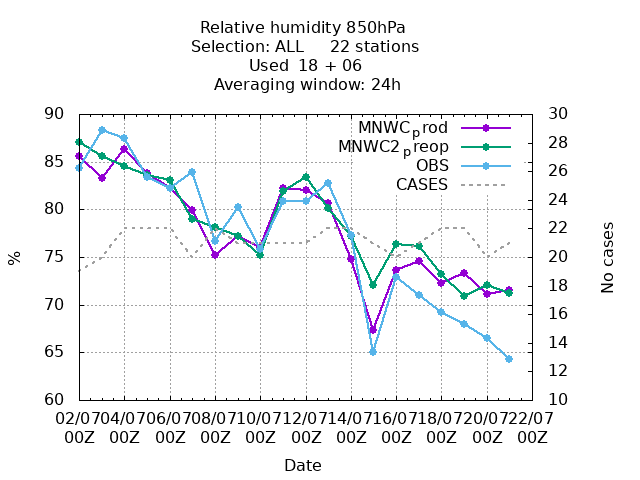 Relative humidity 850hPa
Selection: ALL     22 stations
Used  18 + 06
Averaging window: 24h
90
85
80
75
70
65
60
%
30
28
26
24
22
20
18
16
14
12
10
No cases
MNWCprod
MNWC2preop
OBS
CASES
02/07 04/07 06/07 08/07 10/07 12/07 14/07 16/07 18/07 20/07 22/07
00Z 00Z 00Z 00Z 00Z 00Z 00Z 00Z 00Z 00Z 00Z
Date